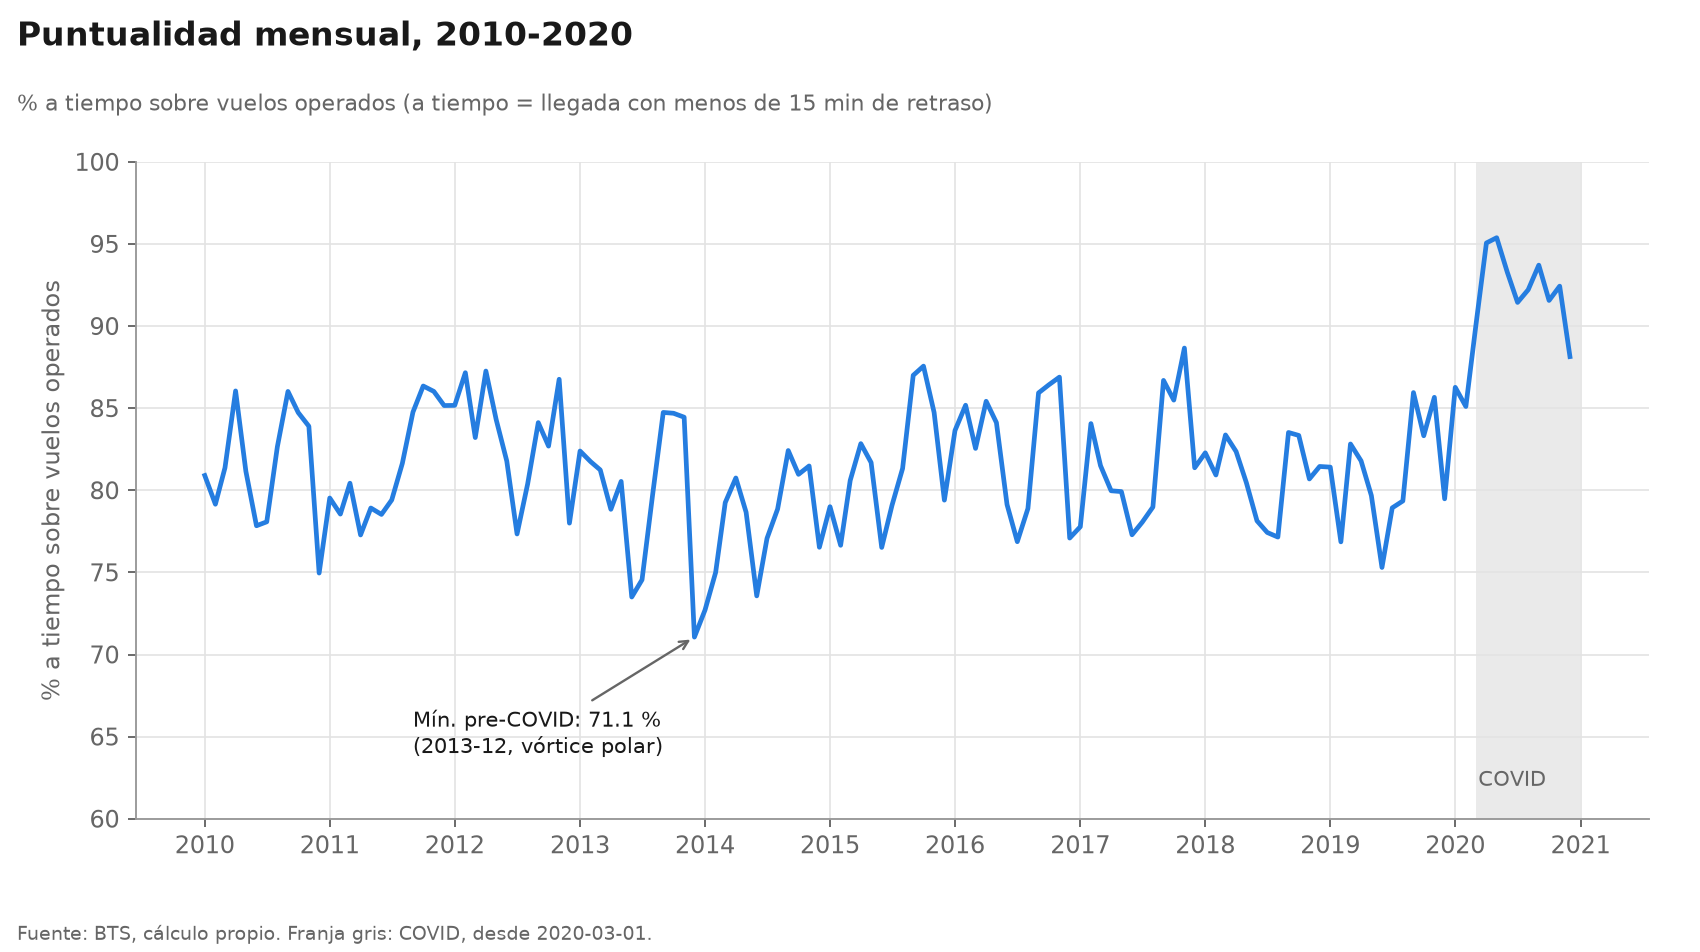 Puntualidad mensual, 2010-2020
% a tiempo sobre vuelos operados (a tiempo = llegada con menos de 15 min de retraso)
% a tiempo sobre vuelos operados
100
95
90
85
80
75
70
65
60
Mín. pre-COVID: 71.1 %
(2013-12, vórtice polar)
COVID
2010 2011 2012 2013 2014 2015 2016 2017 2018 2019 2020 2021
Fuente: BTS, cálculo propio. Franja gris: COVID, desde 2020-03-01.